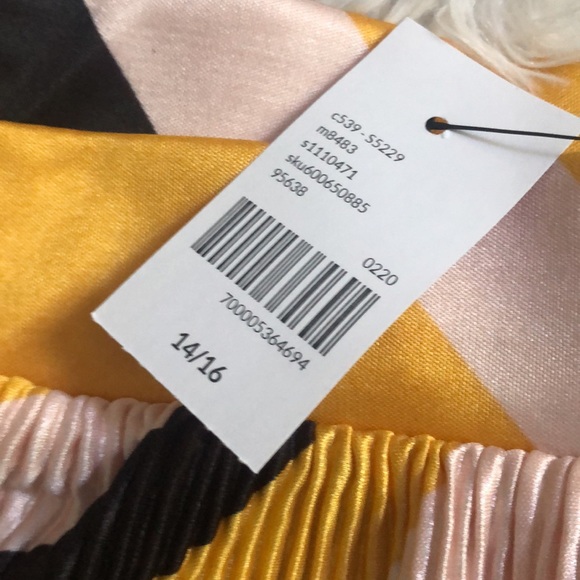 c539 - S5229
m8483
s1110471
sku600650885
95638
0220
700005364694
14/16